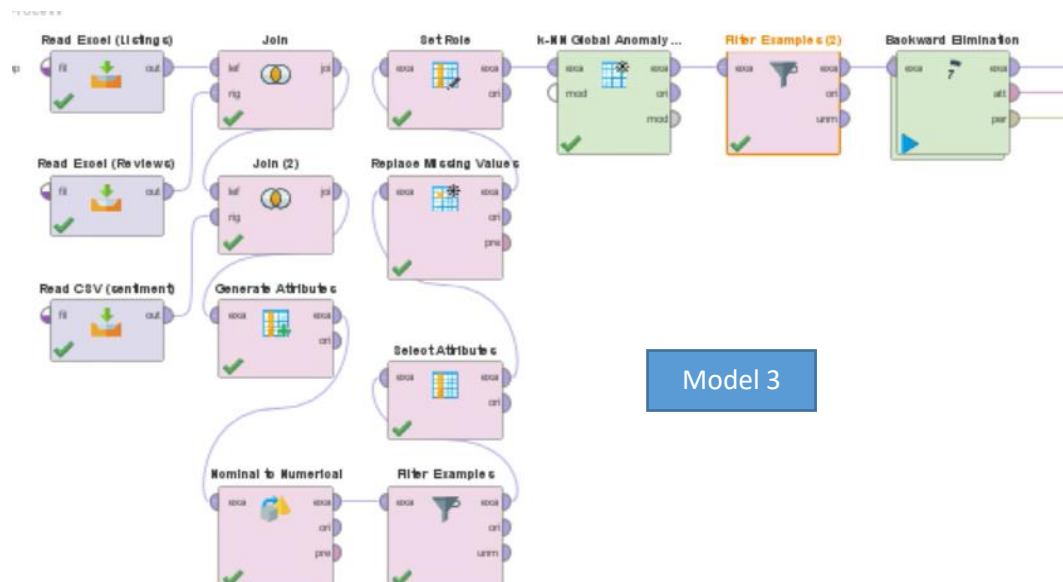 Process
Read Excel (Listings)
Join
Set Role
k-NN Global Anomaly ...
Filter Examples (2)
Backward Elimination
fil
out
lef
joi
rig
exa
exa
ori
exa
exa
mod
ori
mod
exa
exa
ori
unm
exa
exa
att
per
Read Excel (Reviews)
Join (2)
Replace Missing Values
fil
out
lef
joi
rig
exa
exa
ori
pre
Read CSV (sentiment)
Generate Attributes
fil
out
exa
exa
ori
Select Attributes
exa
exa
ori
Model 3
Nominal to Numerical
Filter Examples
exa
exa
ori
pre
exa
exa
ori
unm